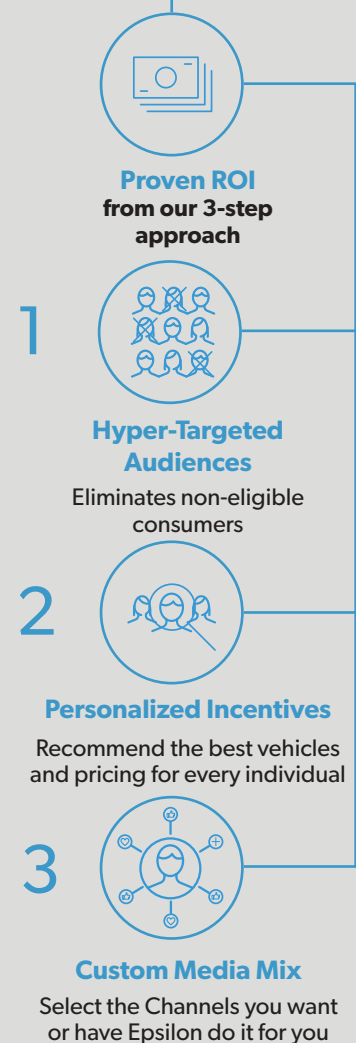 Proven ROI
from our 3-step
approach
1
Hyper-Targeted
Audiences
Eliminates non-eligible
consumers
2
Personalized Incentives
Recommend the best vehicles
and pricing for every individual
3
Custom Media Mix
Select the Channels you want
or have Epsilon do it for you